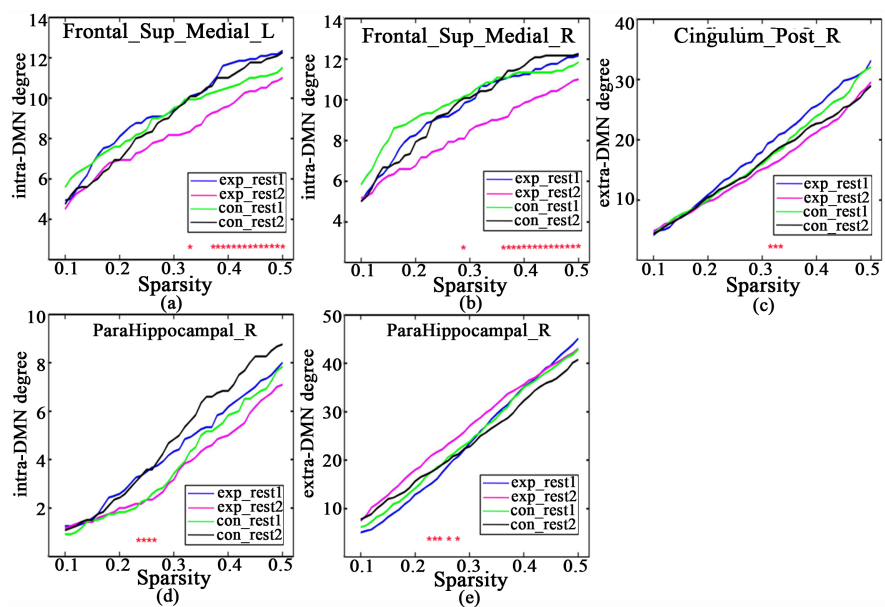 Frontal_Sup_Medial_L
intra-DMN degree
14
12
10
8
6
4
exp_rest1
exp_rest2
con_rest1
con_rest2
* *************
0.1 0.2 0.3 0.4 0.5
Sparsity
(a)
Frontal_Sup_Medial_R
intra-DMN degree
14
12
10
8
6
4
exp_rest1
exp_rest2
con_rest1
con_rest2
* **************
0.1 0.2 0.3 0.4 0.5
Sparsity
(b)
Cingulum_Post_R
extra-DMN degree
40
30
20
10
exp_rest1
exp_rest2
con_rest1
con_rest2
***
0.1 0.2 0.3 0.4 0.5
Sparsity
(c)
ParaHippocampal_R
intra-DMN degree
10
8
6
4
2
exp_rest1
exp_rest2
con_rest1
con_rest2
****
0.1 0.2 0.3 0.4 0.5
Sparsity
(d)
ParaHippocampal_R
extra-DMN degree
50
40
30
20
10
exp_rest1
exp_rest2
con_rest1
con_rest2
*** * *
0.1 0.2 0.3 0.4 0.5
Sparsity
(e)